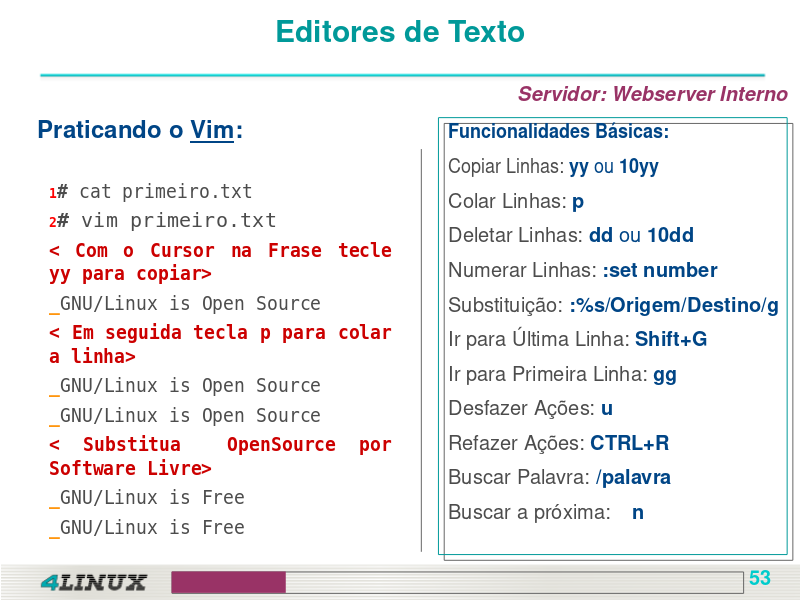 Editores de Texto
Servidor: Webserver Interno
Praticando o Vim:
1# cat primeiro.txt
2# vim primeiro.txt
< Com o Cursor na Frase tecle
yy para copiar>
_GNU/Linux is Open Source
< Em seguida tecla p para colar
a linha>
_GNU/Linux is Open Source
_GNU/Linux is Open Source
< Substitua OpenSource por
Software Livre>
_GNU/Linux is Free
_GNU/Linux is Free
Funcionalidades Básicas:
Copiar Linhas: yy ou 10yy
Colar Linhas: p
Deletar Linhas: dd ou 10dd
Numerar Linhas: :set number
Substituição: :%s/Origem/Destino/g
Ir para Última Linha: Shift+G
Ir para Primeira Linha: gg
Desfazer Ações: u
Refazer Ações: CTRL+R
Buscar Palavra: /palavra
Buscar a próxima: n
4LINUX
53